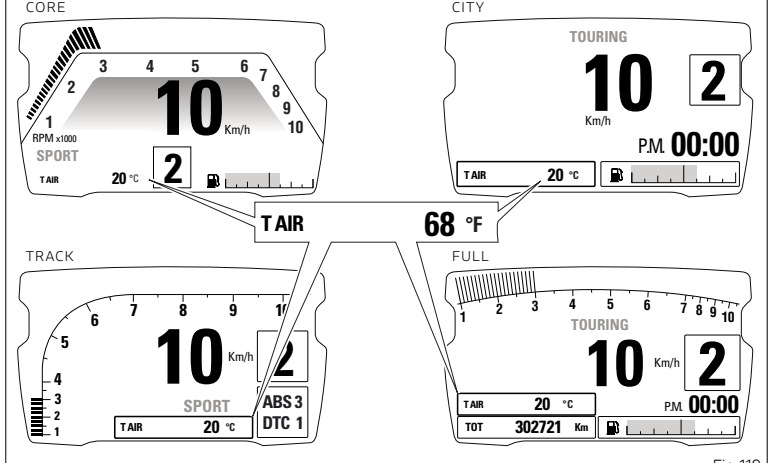 CORE
3 4 5 6
2 7
8
9
1 10
RPM x1000
10 Km/h
SPORT
2
T AIR 20 °C
CITY
TOURING
10 2
Km/h
P.M. 00:00
T AIR 20 °C
T AIR 68 °F
TRACK
7 8 9
6
5
4
3
2
1
10 Km/h 2
SPORT
ABS 3
DTC 1
T AIR 20 °C
FULL
1 2 3 4 5 6 7 8 9 10
TOURING
10 Km/h 2
T AIR 20 °C
P.M. 00:00
TOT 302721 Km